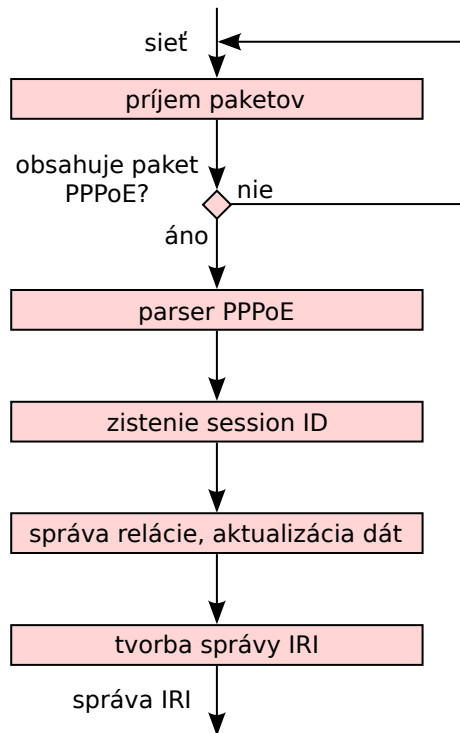 sieť
príjem paketov
obsahuje paket
PPPoE?
nie
áno
parser PPPoE
zistenie session ID
správa relácie, aktualizácia dát
tvorba správy IRI
správa IRI